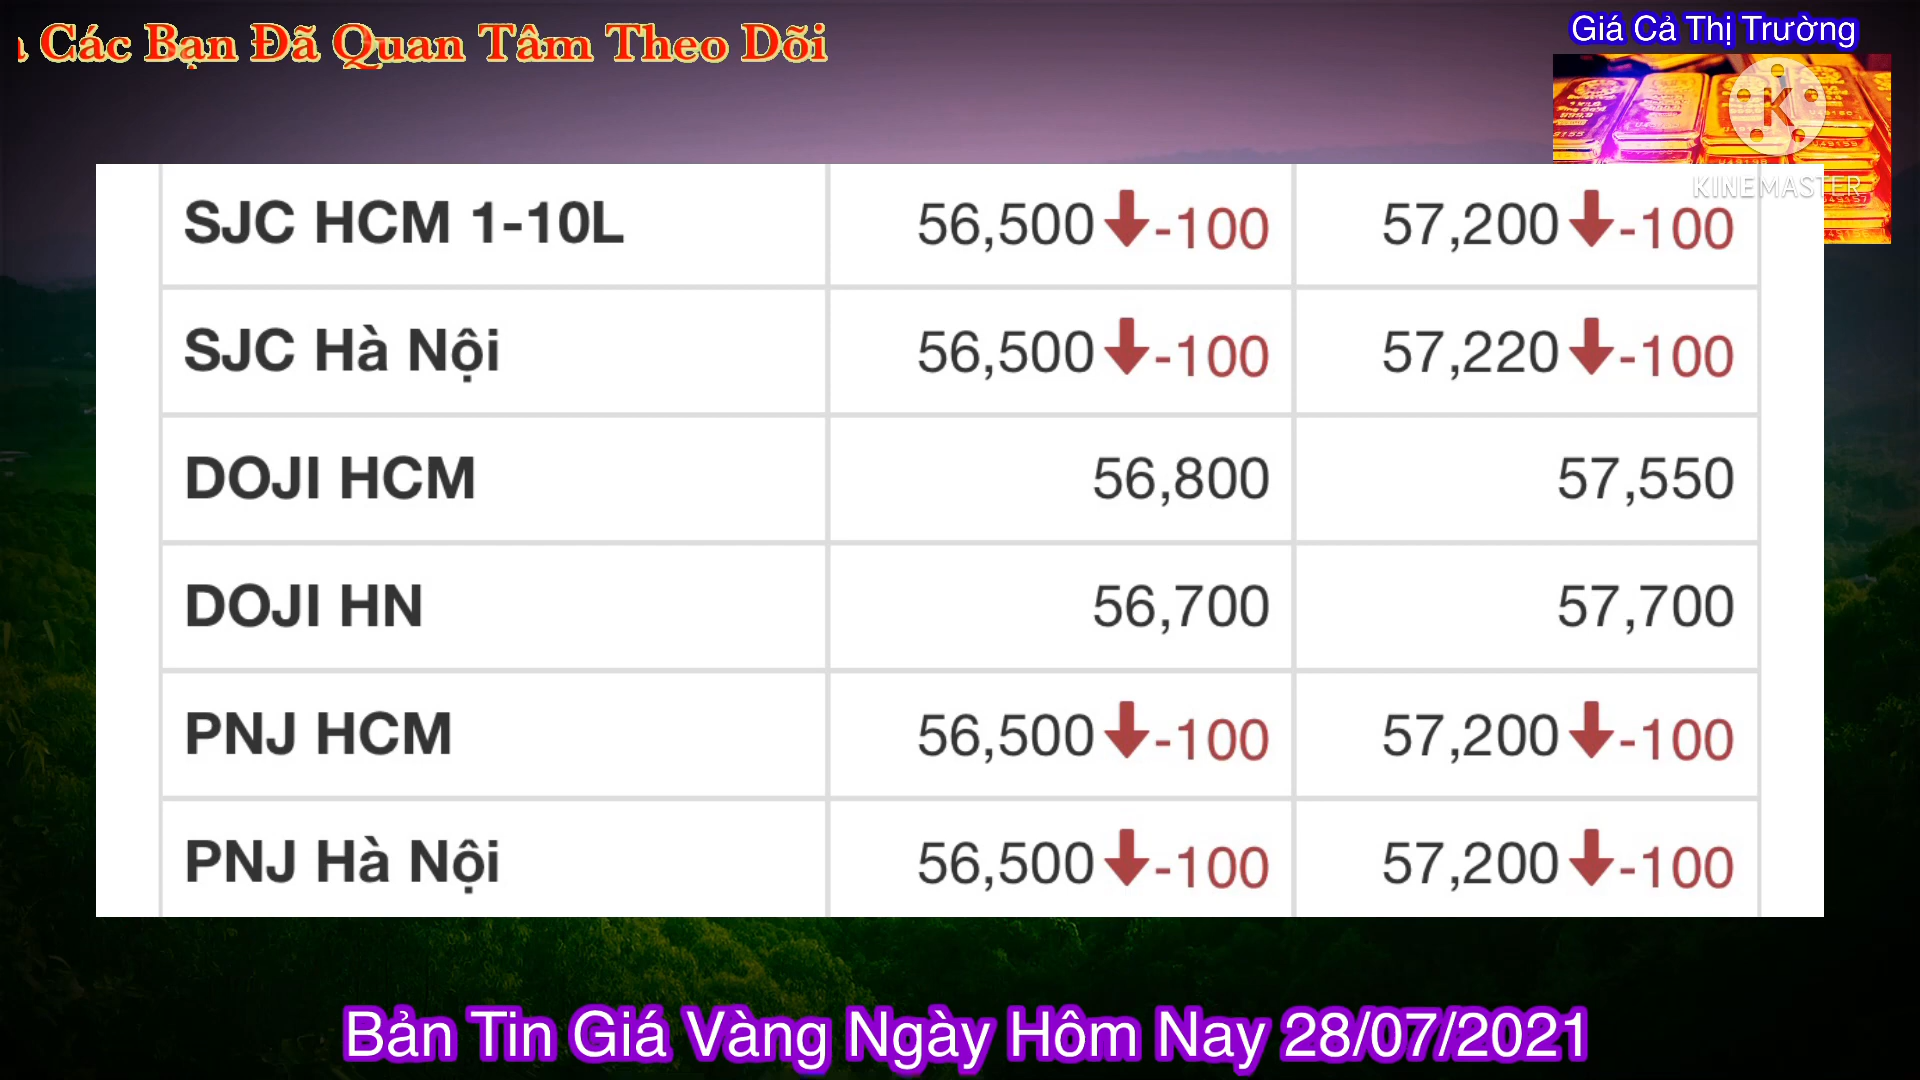 Các Bạn Đã Quan Tâm Theo Dõi
Giá Cả Thị Trường
K
KINEMASTER
SJC HCM 1-10L 56,500 -100 57,200 -100
SJC Hà Nội 56,500 -100 57,220 -100
DOJI HCM 56,800 57,550
DOJI HN 56,700 57,700
PNJ HCM 56,500 -100 57,200 -100
PNJ Hà Nội 56,500 -100 57,200 -100
Bản Tin Giá Vàng Ngày Hôm Nay 28/07/2021